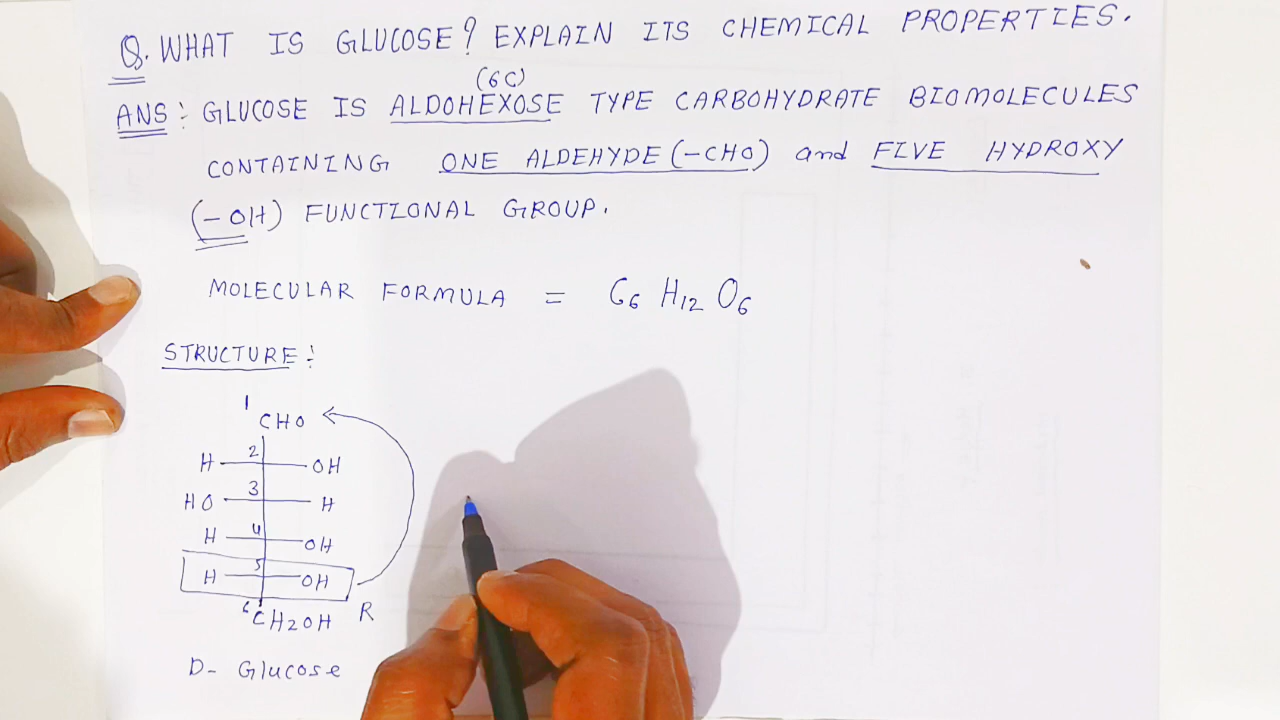 Q. WHAT IS GLUCOSE? EXPLAIN ITS CHEMICAL PROPERTIES.
(6C)
ANS: GLUCOSE IS ALDOHEXOSE TYPE CARBOHYDRATE BIOMOLECULES
CONTAINING ONE ALDEHYDE (-CHO) and FIVE HYDROXY
(-OH) FUNCTIONAL GROUP.
MOLECULAR FORMULA = C6 H12 O6
STRUCTURE:
1
CHO
H 2 OH
HO 3 H
H 4 OH
H 5 OH
6 CH2OH R
D- Glucose